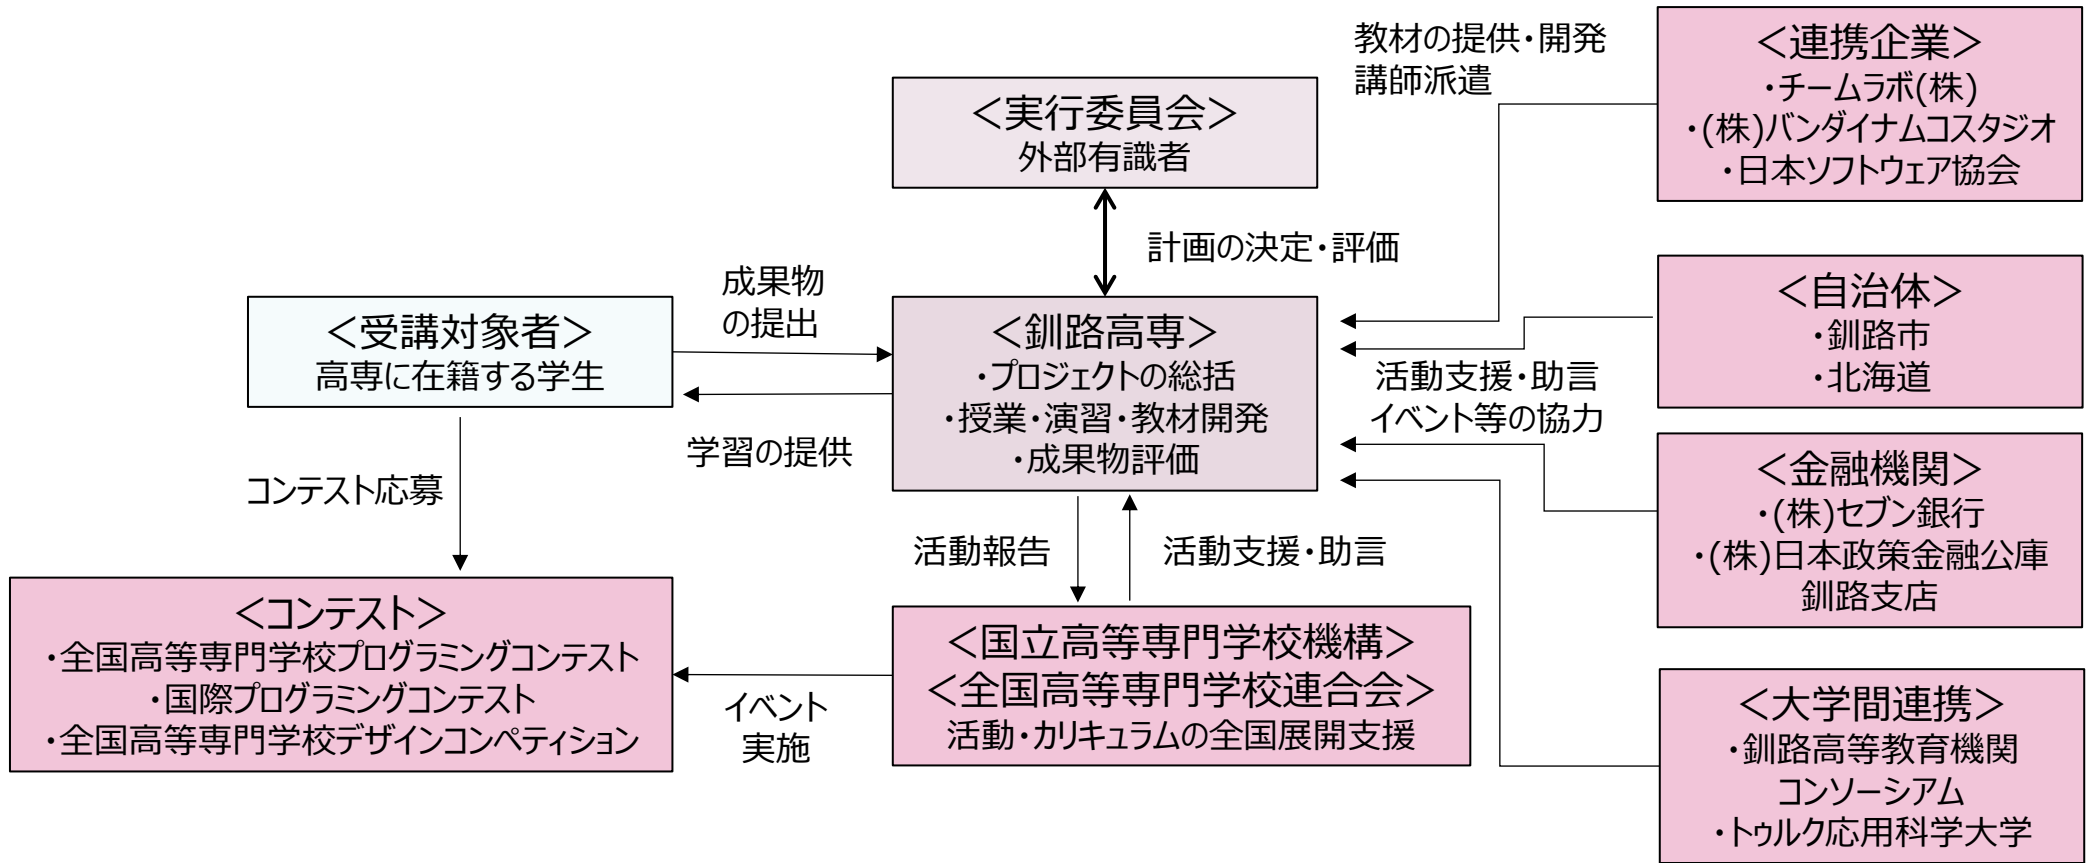 教材の提供・開発
講師派遣
<連携企業>
・チームラボ(株)
・(株)バンダイナムコスタジオ
・日本ソフトウェア協会
<実行委員会>
外部有識者
計画の決定・評価
<自治体>
・釧路市
・北海道
成果物
の提出
<受講対象者>
高専に在籍する学生
<釧路高専>
・プロジェクトの総括
・授業・演習・教材開発
・成果物評価
活動支援・助言
イベント等の協力
学習の提供
コンテスト応募
<金融機関>
・(株)セブン銀行
・(株)日本政策金融公庫
釧路支店
活動報告
活動支援・助言
<コンテスト>
・全国高等専門学校プログラミングコンテスト
・国際プログラミングコンテスト
・全国高等専門学校デザインコンペティション
イベント
実施
<国立高等専門学校機構>
<全国高等専門学校連合会>
活動・カリキュラムの全国展開支援
<大学間連携>
・釧路高等教育機関
コンソーシアム
・トゥルク応用科学大学